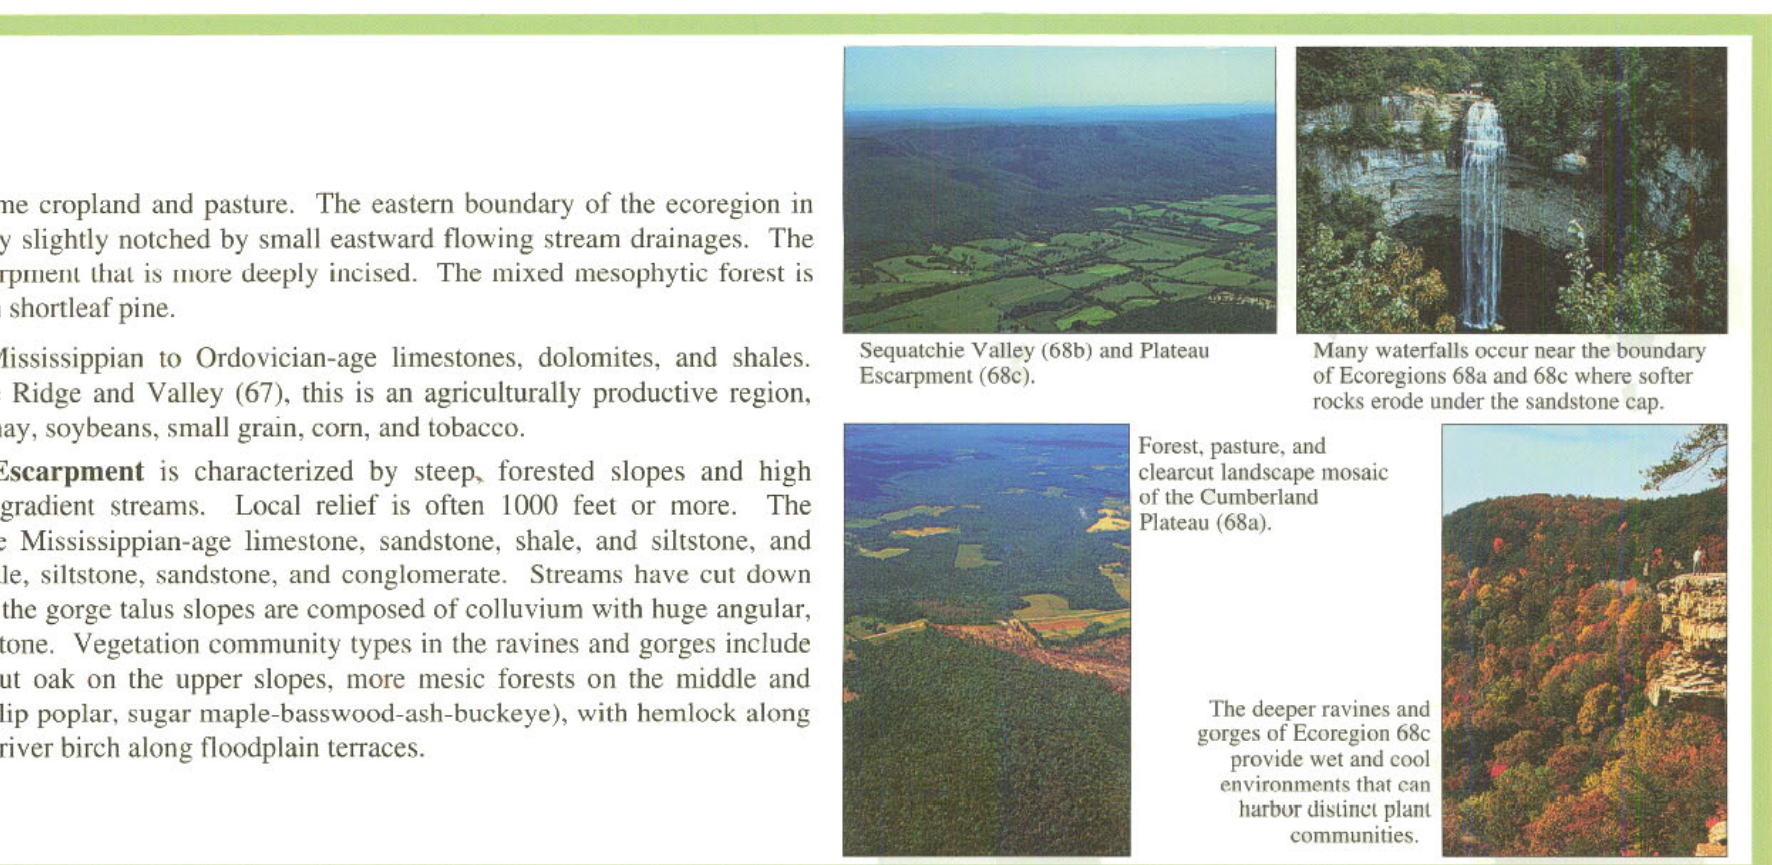 me cropland and pasture. The eastern boundary of the ecoregion in
y slightly notched by small eastward flowing stream drainages. The
rpment that is more deeply incised. The mixed mesophytic forest is
shortleaf pine.
Mississippian to Ordovician-age limestones, dolomites, and shales.
Ridge and Valley (67), this is an agriculturally productive region,
hay, soybeans, small grain, corn, and tobacco.
Escarpment is characterized by steep, forested slopes and high
gradient streams. Local relief is often 1000 feet or more. The
e Mississippian-age limestone, sandstone, shale, and siltstone, and
le, siltstone, sandstone, and conglomerate. Streams have cut down
the gorge talus slopes are composed of colluvium with huge angular,
tone. Vegetation community types in the ravines and gorges include
ut oak on the upper slopes, more mesic forests on the middle and
lip poplar, sugar maple-basswood-ash-buckeye), with hemlock along
river birch along floodplain terraces.
Sequatchie Valley (68b) and Plateau
Escarpment (68c).
Many waterfalls occur near the boundary
of Ecoregions 68a and 68c where softer
rocks erode under the sandstone cap.
Forest, pasture, and
clearcut landscape mosaic
of the Cumberland
Plateau (68a).
The deeper ravines and
gorges of Ecoregion 68c
provide wet and cool
environments that can
harbor distinct plant
communities.